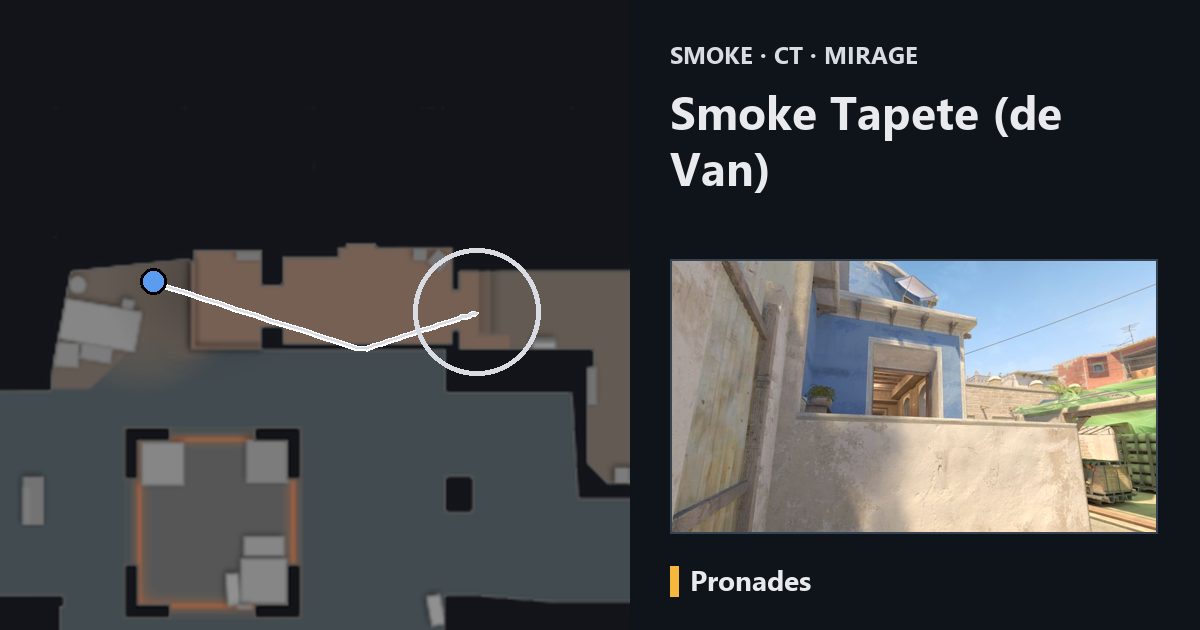 SMOKE · CT · MIRAGE
Smoke Tapete (de
Van)
Pronades